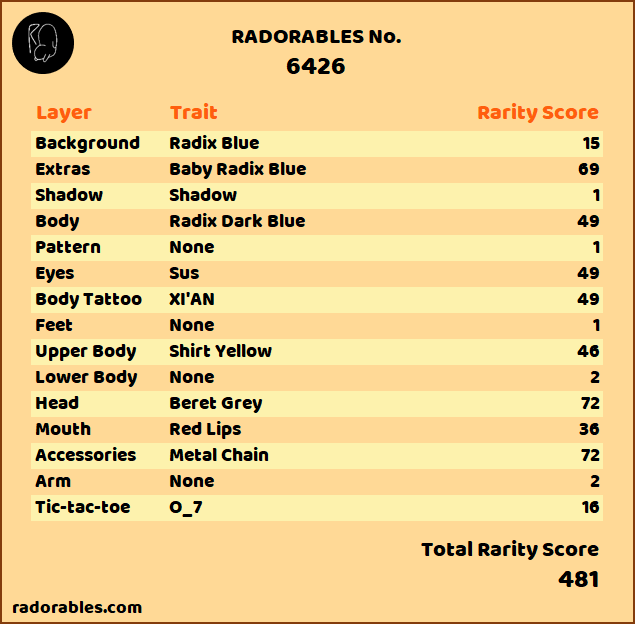 RADORABLES No.
6426
Layer Trait Rarity Score
Background Radix Blue 15
Extras Baby Radix Blue 69
Shadow Shadow 1
Body Radix Dark Blue 49
Pattern None 1
Eyes Sus 49
Body Tattoo XI'AN 49
Feet None 1
Upper Body Shirt Yellow 46
Lower Body None 2
Head Beret Grey 72
Mouth Red Lips 36
Accessories Metal Chain 72
Arm None 2
Tic-tac-toe O_7 16
Total Rarity Score
481
radorables.com